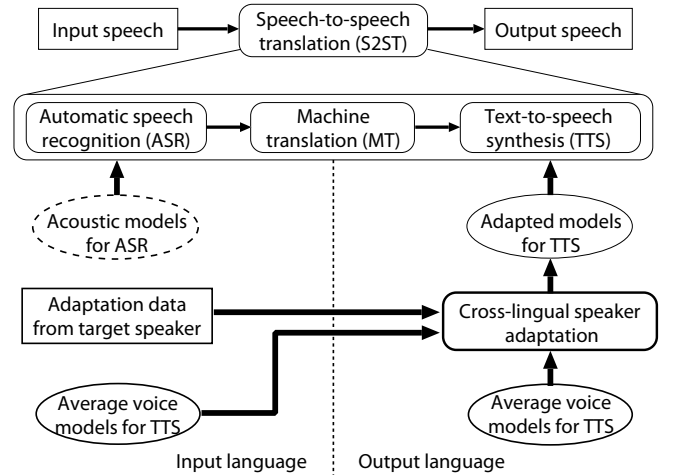 Input speech
Speech-to-speech
translation (S2ST)
Output speech
Automatic speech
recognition (ASR)
Machine
translation (MT)
Text-to-speech
synthesis (TTS)
Acoustic models
for ASR
Adapted models
for TTS
Adaptation data
from target speaker
Cross-lingual speaker
adaptation
Average voice
models for TTS
Average voice
models for TTS
Input language
Output language